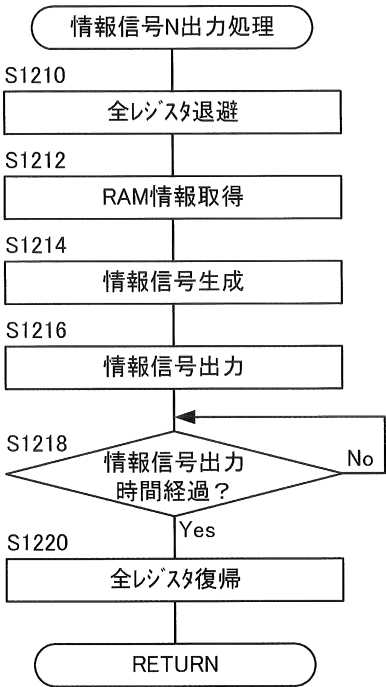 情報信号N出力処理
S1210
全ﾚｼﾞｽﾀ退避
S1212
RAM情報取得
S1214
情報信号生成
S1216
情報信号出力
S1218
情報信号出力
時間経過？
No
Yes
S1220
全ﾚｼﾞｽﾀ復帰
RETURN